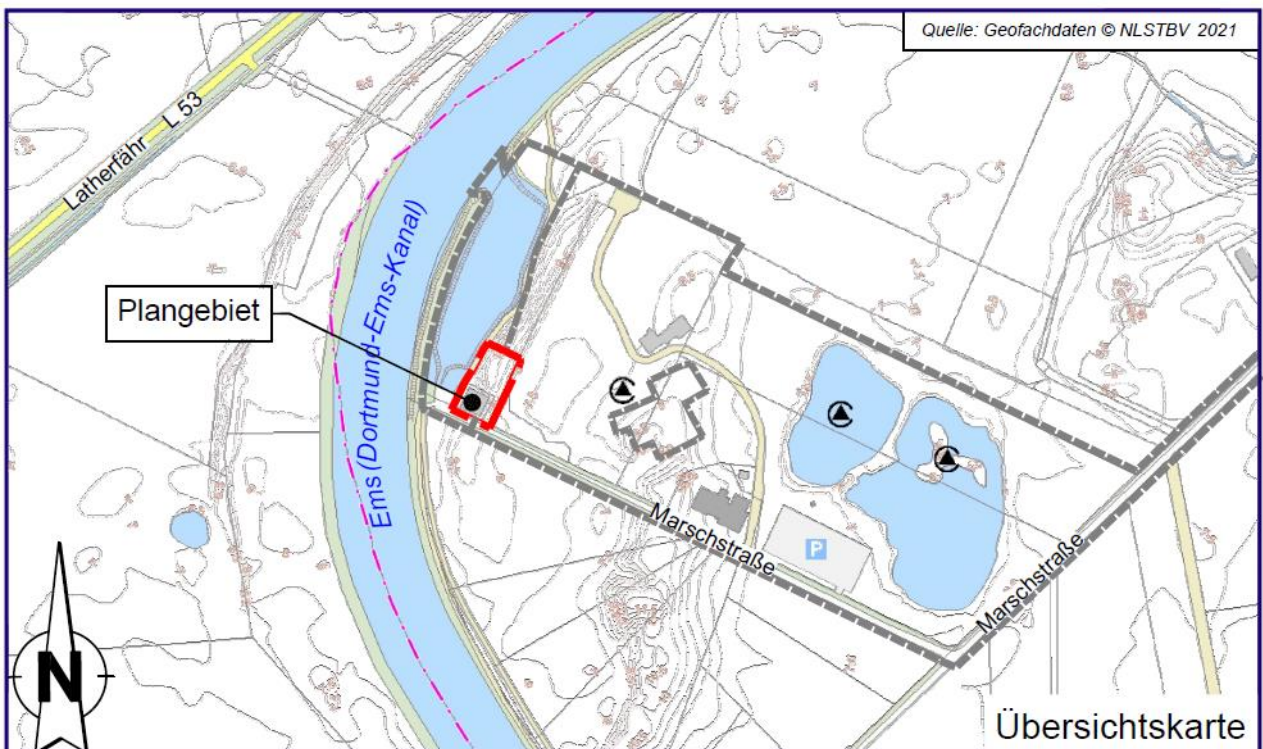 Quelle: Geofachdaten © NLSTBV 2021
Latherfähr L 53
Plangebiet
Ems (Dortmund-Ems-Kanal)
Marschstraße
P
Marschstraße
N
Übersichtskarte